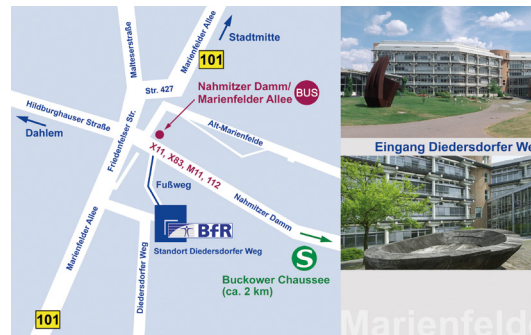 Stadtmitte
101
Marienfelder Allee
Malteserstraße
Str. 427
Nahmitzer Damm/
Marienfelder Allee
BUS
Hildburghauser Straße
Dahlem
Friedenfelser Str.
Alt-Marienfelde
X11, X83, M11, 112
Fußweg
Nahmitzer Damm
BfR
Standort Diedersdorfer Weg
Marienfelder Allee
Diedersdorfer Weg
S
Buckower Chaussee
(ca. 2 km)
101
Eingang Diedersdorfer We
Marienfeld